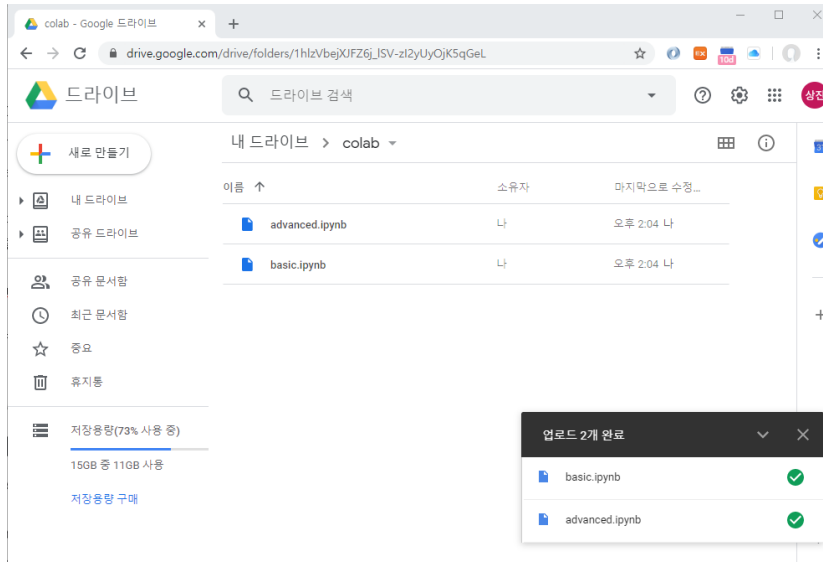 colab - Google 드라이브
drive.google.com/drive/folders/1hlzVbejXJFZ6j_lSV-zI2yUyOjK5qGeL
10d
드라이브
드라이브 검색
상진
새로 만들기
내 드라이브 > colab
이름
소유자
마지막으로 수정...
내 드라이브
advanced.ipynb
나
오후 2:04 나
공유 드라이브
basic.ipynb
나
오후 2:04 나
공유 문서함
최근 문서함
중요
휴지통
저장용량(73% 사용 중)
15GB 중 11GB 사용
저장용량 구매
업로드 2개 완료
basic.ipynb
advanced.ipynb